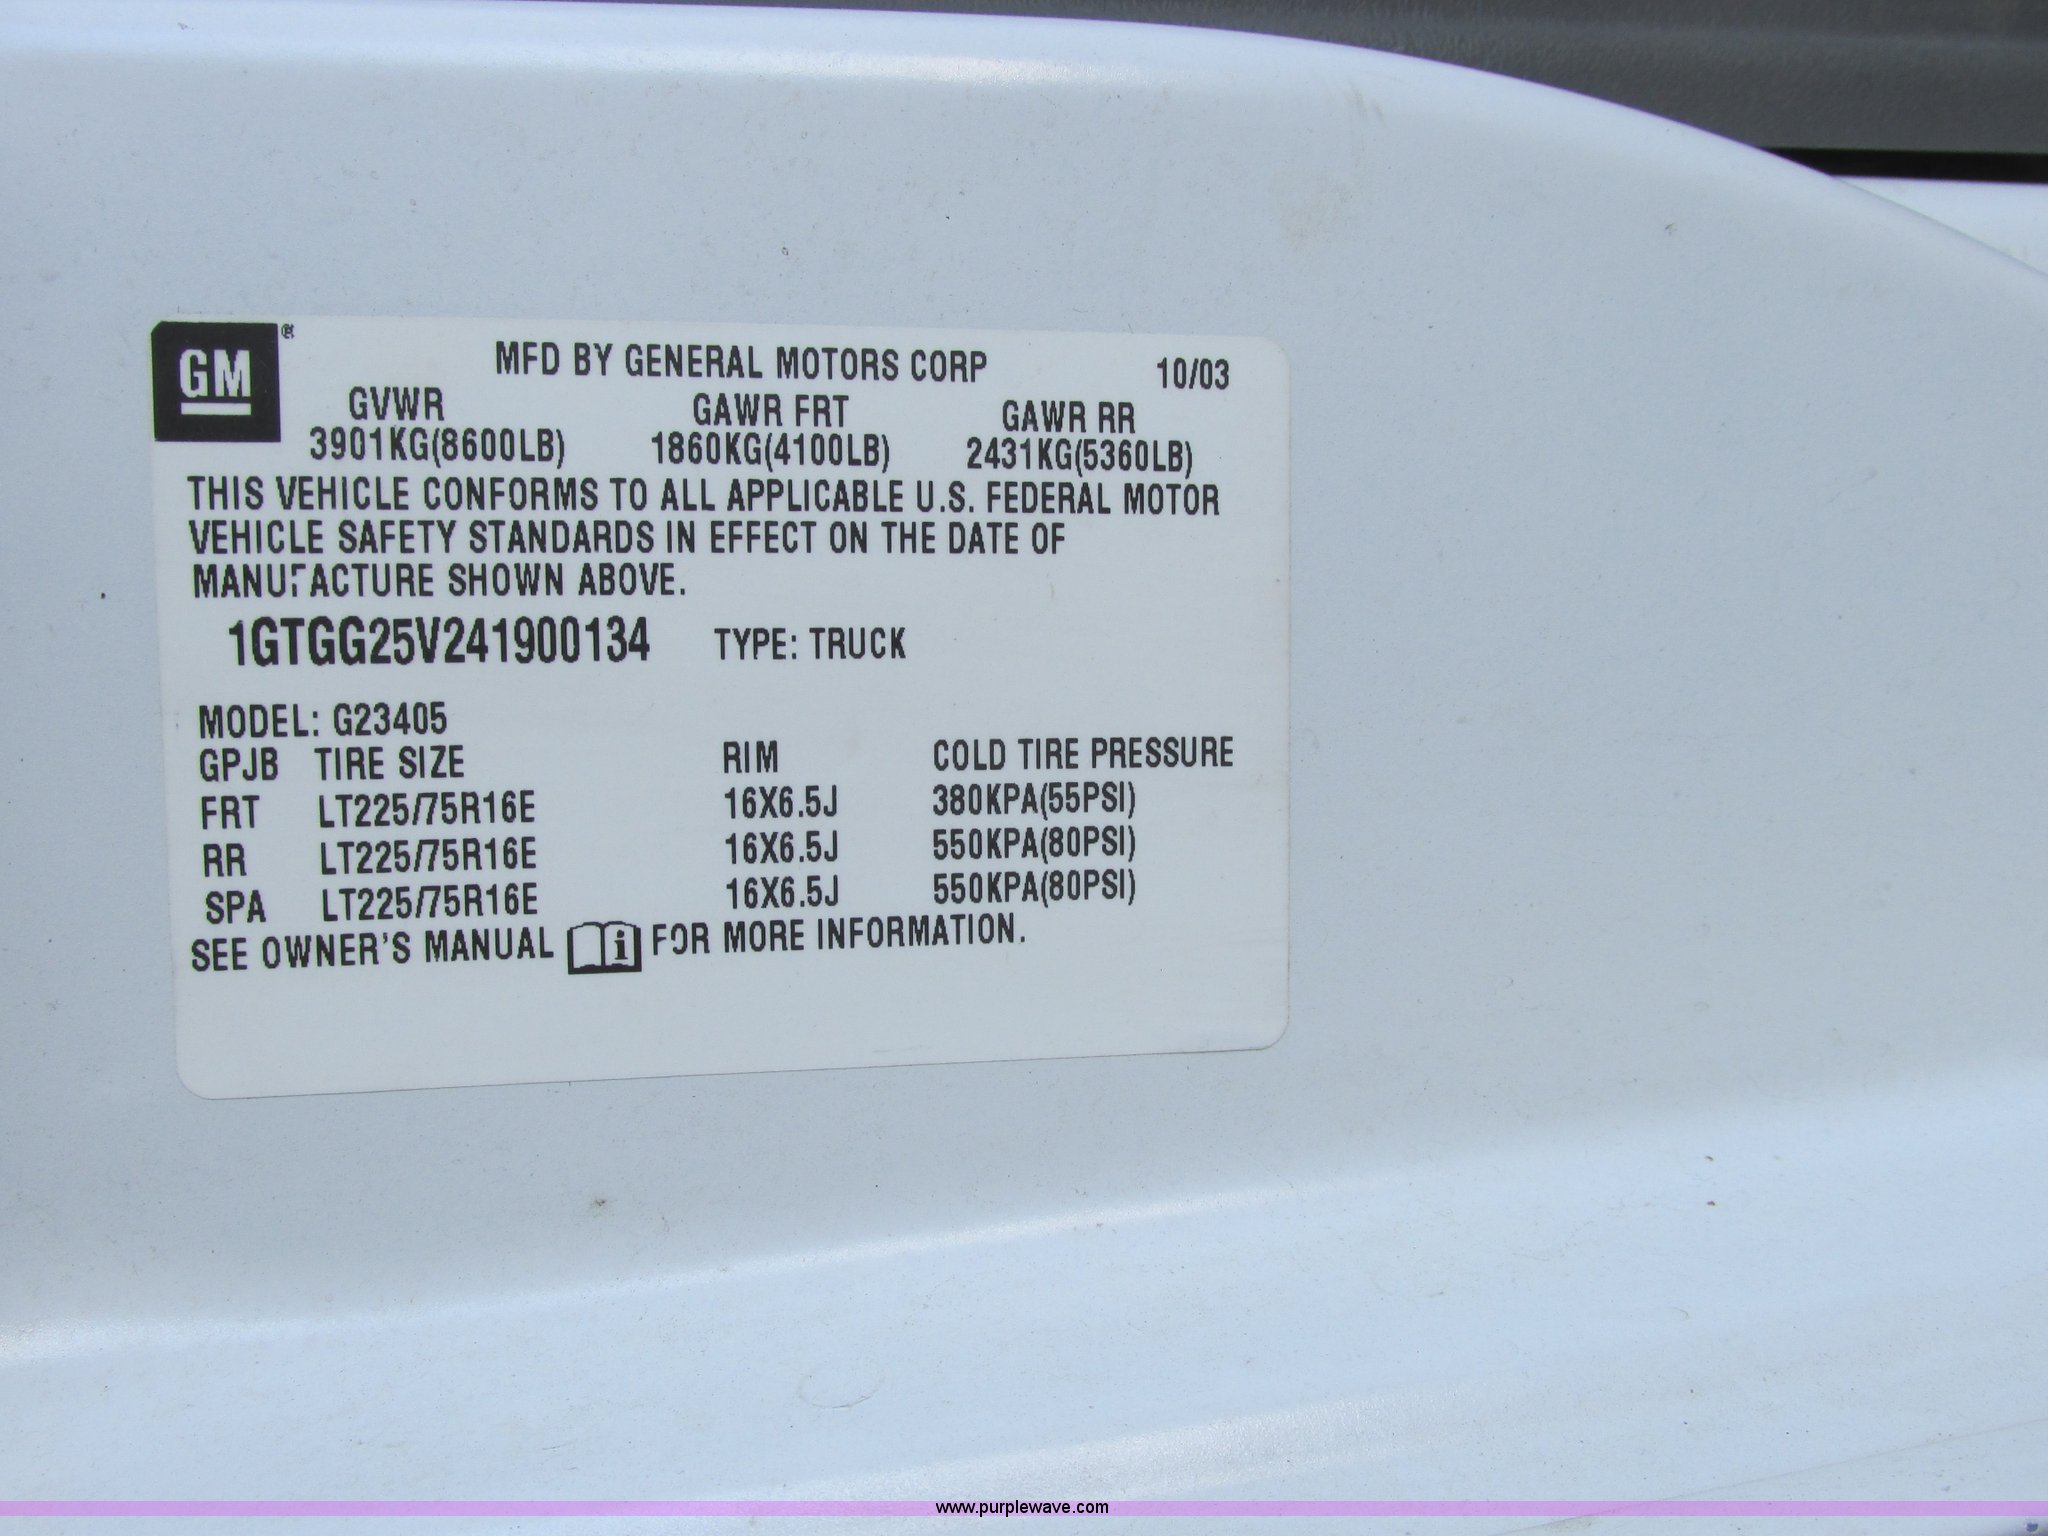 GM ®
MFD BY GENERAL MOTORS CORP 10/03
GVWR GAWR FRT GAWR RR
3901KG(8600LB) 1860KG(4100LB) 2431KG(5360LB)
THIS VEHICLE CONFORMS TO ALL APPLICABLE U.S. FEDERAL MOTOR
VEHICLE SAFETY STANDARDS IN EFFECT ON THE DATE OF
MANUFACTURE SHOWN ABOVE.
1GTGG25V241900134 TYPE: TRUCK
MODEL: G23405
GPJB TIRE SIZE RIM COLD TIRE PRESSURE
FRT LT225/75R16E 16X6.5J 380KPA(55PSI)
RR LT225/75R16E 16X6.5J 550KPA(80PSI)
SPA LT225/75R16E 16X6.5J 550KPA(80PSI)
SEE OWNER'S MANUAL i FOR MORE INFORMATION.
www.purplewave.com